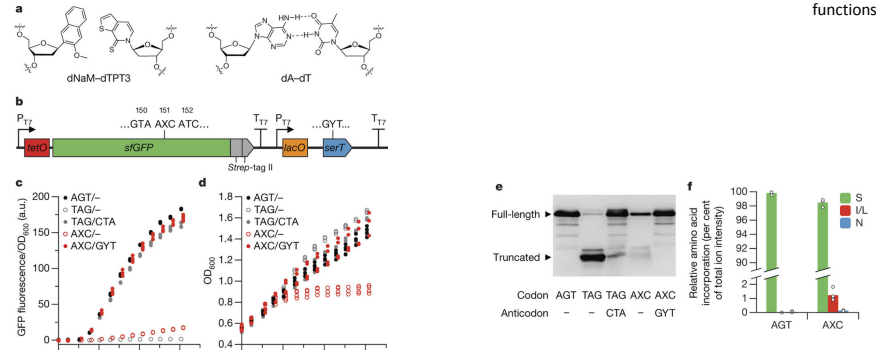 functions
a
S
S
N
O
O
O
O
O
O
dNaM–dTPT3
N
N
N
N
N–H
H
O
H–N
N
O
O
O
O
O
O
O
dA–dT
b
150 151 152
...GTA AXC ATC...
...GYT...
PT7
TT7
PT7
TT7
tetO
sfGFP
lacO
serT
Strep-tag II
c
GFP fluorescence/OD600 (a.u.)
200
150
100
50
0
AGT/–
TAG/–
TAG/CTA
AXC/–
AXC/GYT
d
OD600
1.8
1.6
1.4
1.2
1.0
0.8
0.6
0.4
AGT/–
TAG/–
TAG/CTA
AXC/–
AXC/GYT
e
Full-length
Truncated
Codon AGT TAG TAG AXC AXC
Anticodon – – CTA – GYT
f
Relative amino acid
incorporation (per cent
of total ion intensity)
100
98
96
94
92
90
2
1
0
S
I/L
N
AGT
AXC